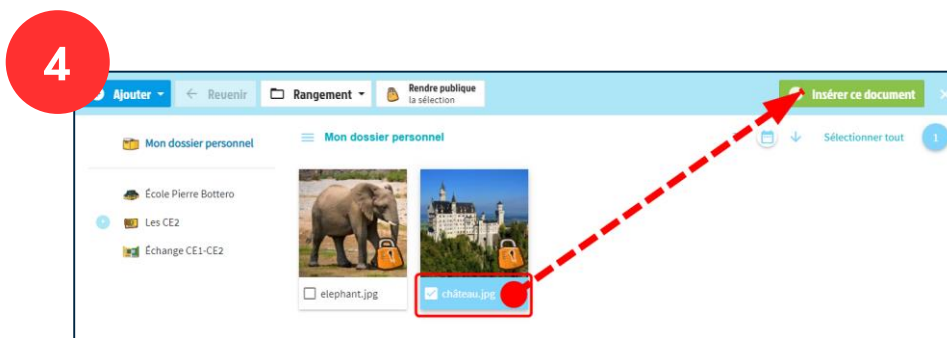 4
Ajouter
Revenir
Rangement
Rendre publique
la sélection
Insérer ce document
Mon dossier personnel
Mon dossier personnel
Sélectionner tout
1
École Pierre Bottero
Les CE2
Échange CE1-CE2
elephant.jpg
château.jpg